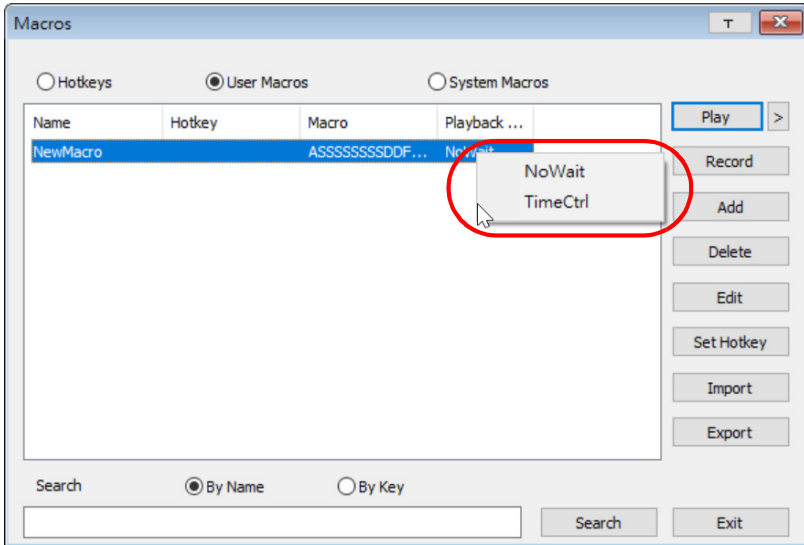 Macros
T
Hotkeys User Macros System Macros
Name Hotkey Macro Playback ...
NewMacro ASSSSSSSSDDF... NoWait
NoWait
TimeCtrl
Play >
Record
Add
Delete
Edit
Set Hotkey
Import
Export
Search By Name By Key
Search Exit